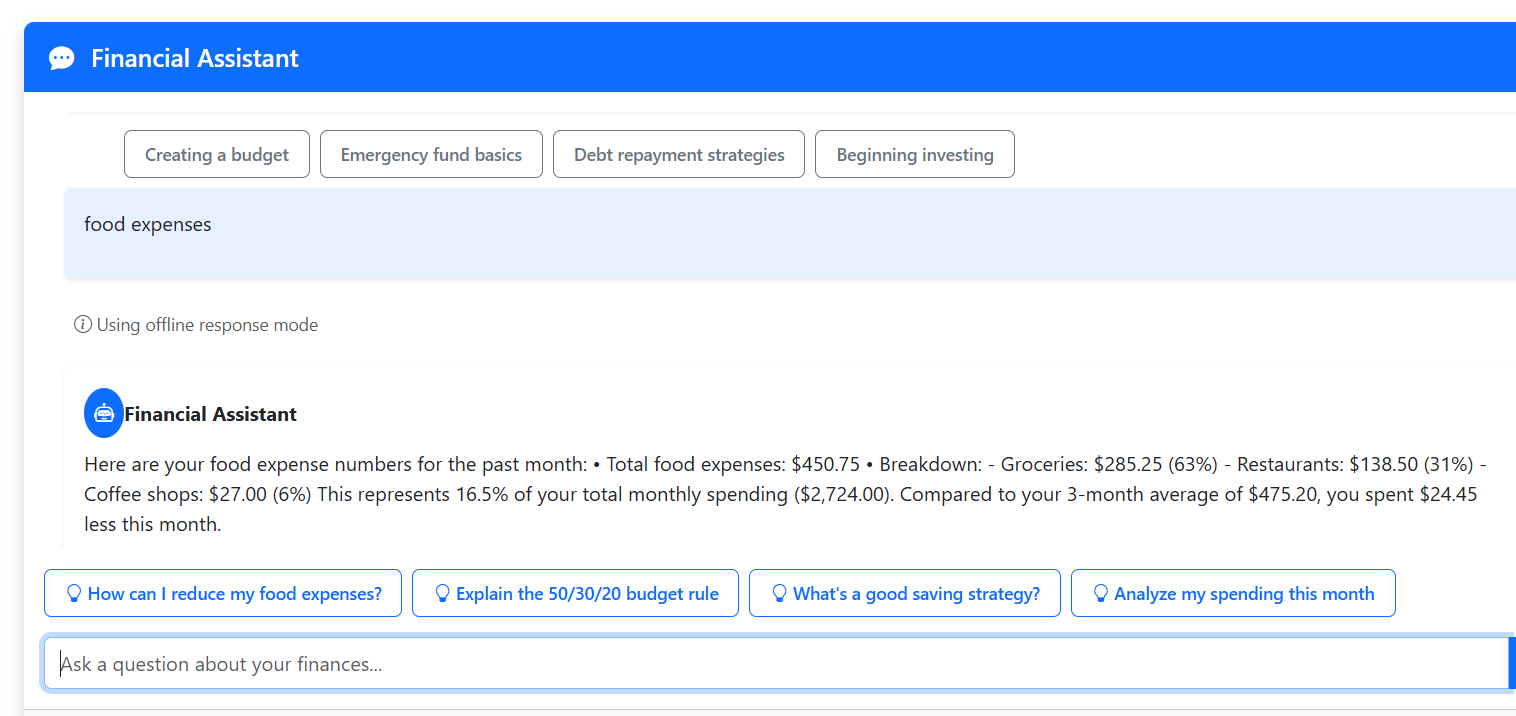 Financial Assistant
Creating a budget Emergency fund basics Debt repayment strategies Beginning investing
food expenses
Using offline response mode
Financial Assistant
Here are your food expense numbers for the past month: • Total food expenses: $450.75 • Breakdown: - Groceries: $285.25 (63%) - Restaurants: $138.50 (31%) -
Coffee shops: $27.00 (6%) This represents 16.5% of your total monthly spending ($2,724.00). Compared to your 3-month average of $475.20, you spent $24.45
less this month.
How can I reduce my food expenses? Explain the 50/30/20 budget rule What's a good saving strategy? Analyze my spending this month
Ask a question about your finances...